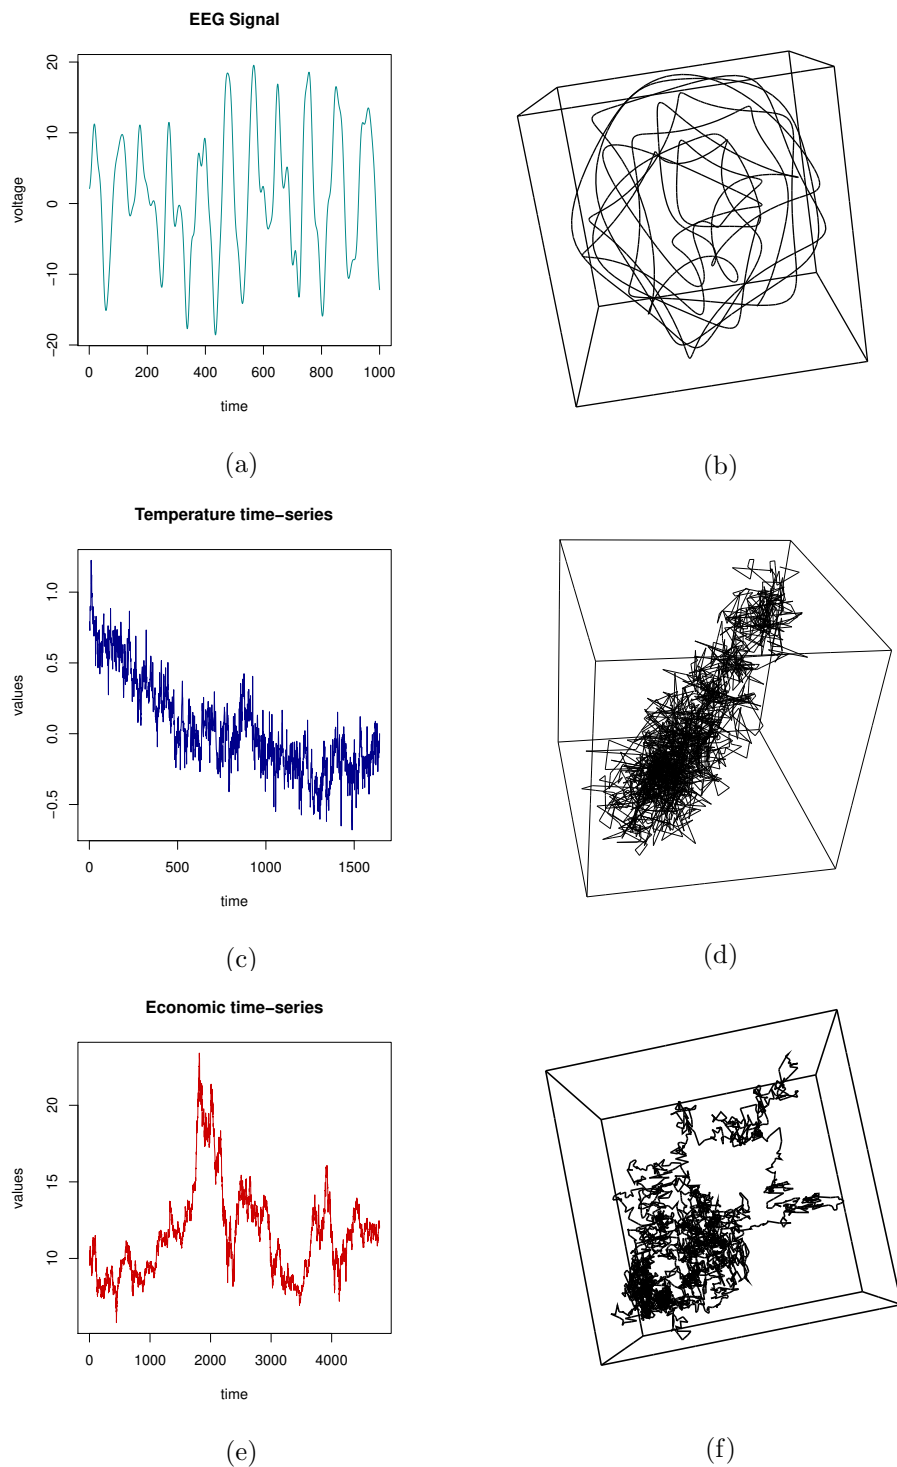 EEG Signal
voltage
20
10
0
−10
−20
0 200 400 600 800 1000
time
(a)
(b)
Temperature time−series
values
1.0
0.5
0.0
−0.5
0 500 1000 1500
time
(c)
(d)
Economic time−series
values
20
15
10
0 1000 2000 3000 4000
time
(e)
(f)